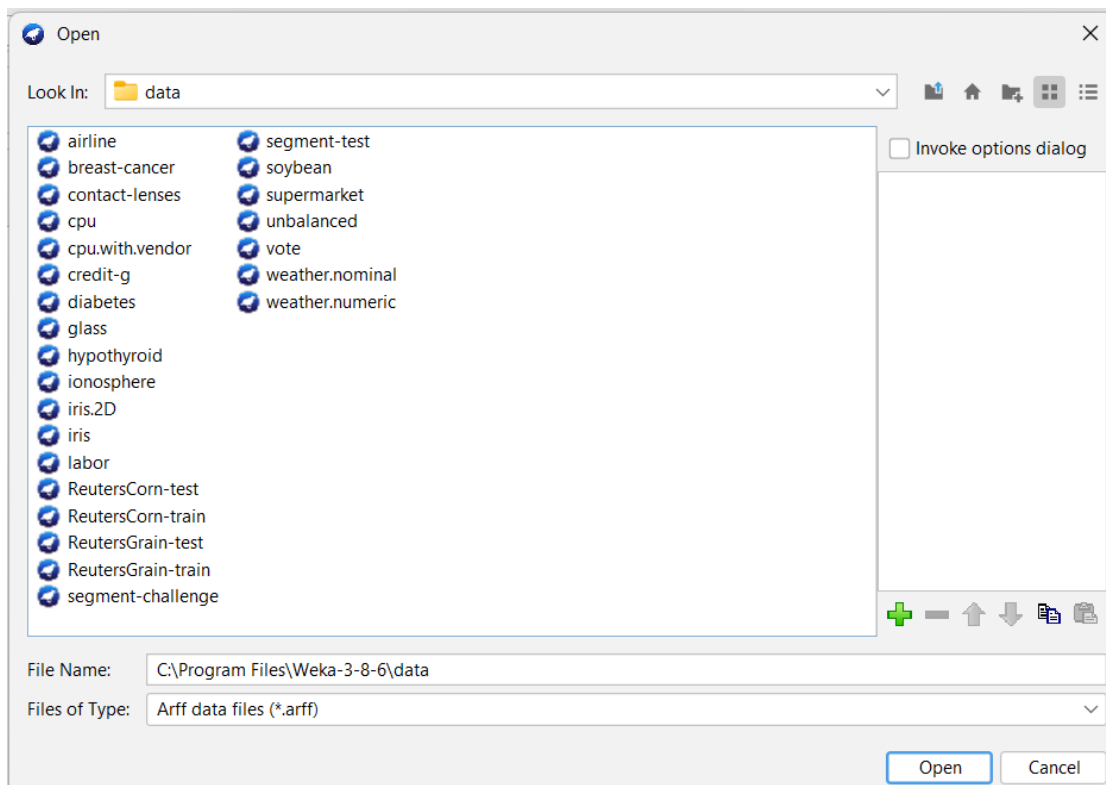 Open
Look In: data
airline
breast-cancer
contact-lenses
cpu
cpu.with.vendor
credit-g
diabetes
glass
hypothyroid
ionosphere
iris.2D
iris
labor
ReutersCorn-test
ReutersCorn-train
ReutersGrain-test
ReutersGrain-train
segment-challenge
segment-test
soybean
supermarket
unbalanced
vote
weather.nominal
weather.numeric
Invoke options dialog
File Name: C:\Program Files\Weka-3-8-6\data
Files of Type: Arff data files (*.arff)
Open Cancel